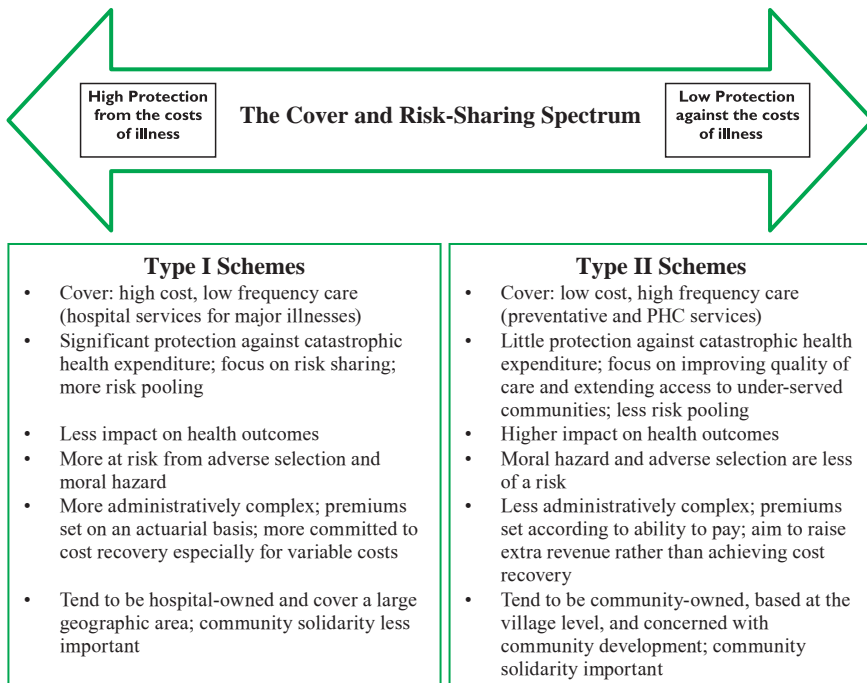 High Protection
from the costs
of illness
The Cover and Risk-Sharing Spectrum
Low Protection
against the costs
of illness
Type I Schemes
• Cover: high cost, low frequency care
(hospital services for major illnesses)
• Significant protection against catastrophic
health expenditure; focus on risk sharing;
more risk pooling
• Less impact on health outcomes
• More at risk from adverse selection and
moral hazard
• More administratively complex; premiums
set on an actuarial basis; more committed to
cost recovery especially for variable costs
• Tend to be hospital-owned and cover a large
geographic area; community solidarity less
important
Type II Schemes
• Cover: low cost, high frequency care
(preventative and PHC services)
• Little protection against catastrophic health
expenditure; focus on improving quality of
care and extending access to under-served
communities; less risk pooling
• Higher impact on health outcomes
• Moral hazard and adverse selection are less
of a risk
• Less administratively complex; premiums
set according to ability to pay; aim to raise
extra revenue rather than achieving cost
recovery
• Tend to be community-owned, based at the
village level, and concerned with
community development; community
solidarity important